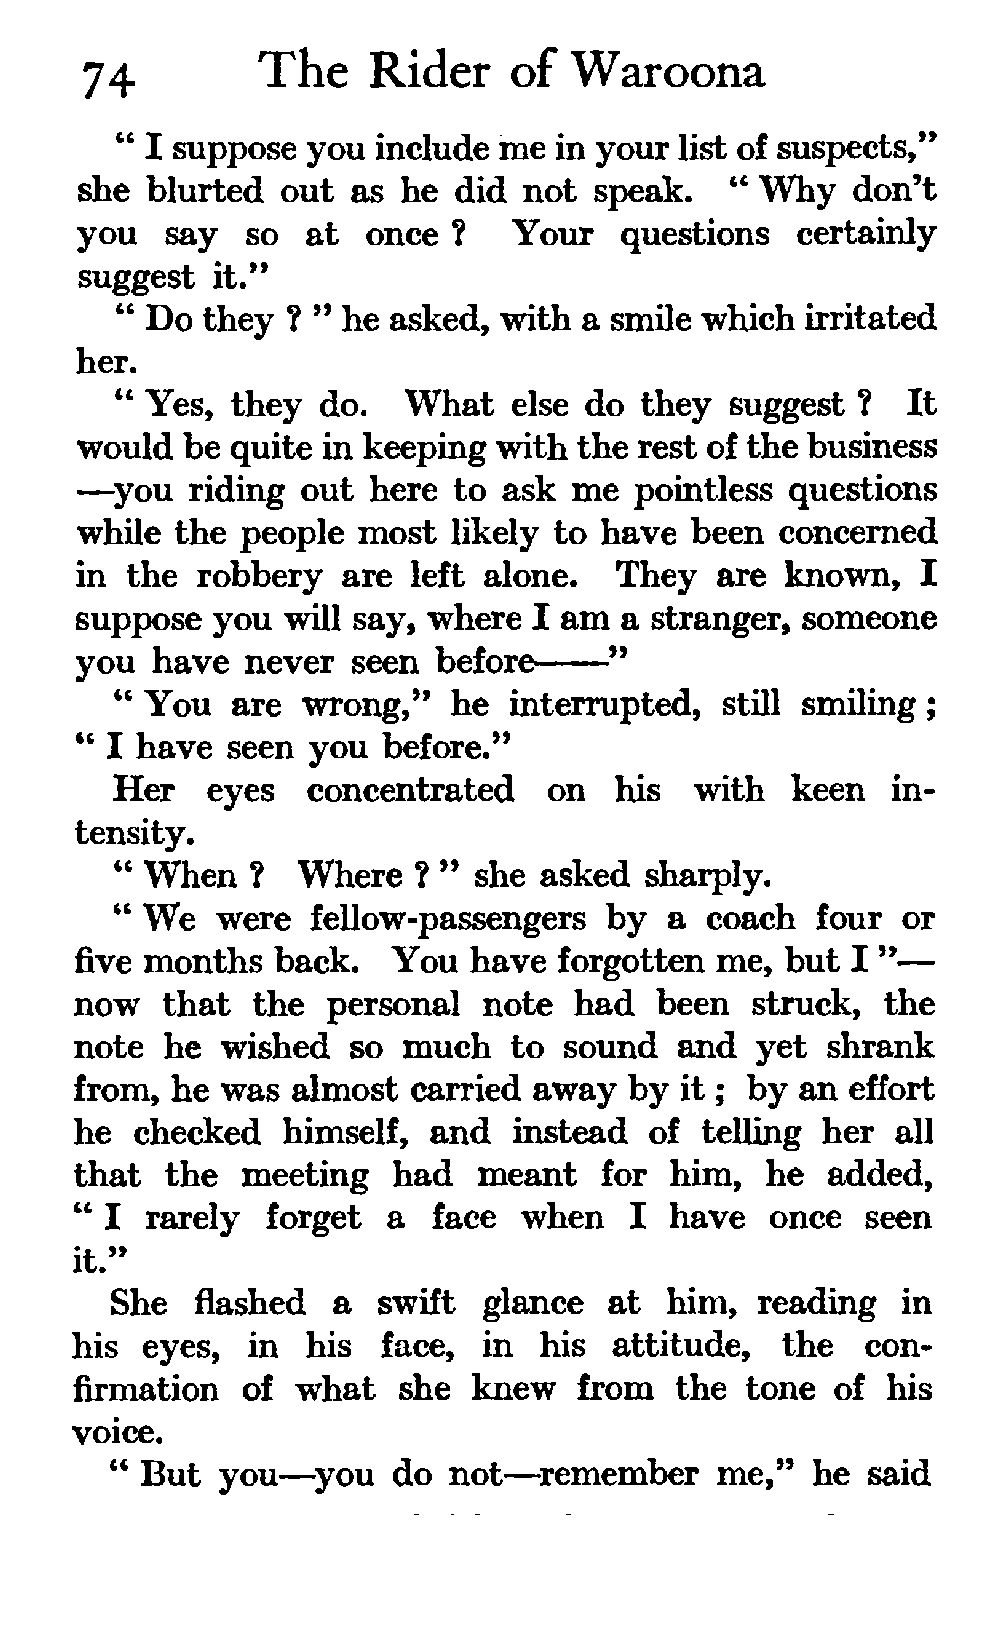 74 The Rider of Waroona
“ I suppose you include me in your list of suspects,”
she blurted out as he did not speak. “ Why don’t
you say so at once ? Your questions certainly
suggest it.”
“ Do they ? ” he asked, with a smile which irritated
her.
“ Yes, they do. What else do they suggest ? It
would be quite in keeping with the rest of the business
—you riding out here to ask me pointless questions
while the people most likely to have been concerned
in the robbery are left alone. They are known, I
suppose you will say, where I am a stranger, someone
you have never seen before——”
“ You are wrong,” he interrupted, still smiling ;
“ I have seen you before.”
Her eyes concentrated on his with keen in-
tensity.
“ When ? Where ? ” she asked sharply.
“ We were fellow-passengers by a coach four or
five months back. You have forgotten me, but I ”—
now that the personal note had been struck, the
note he wished so much to sound and yet shrank
from, he was almost carried away by it ; by an effort
he checked himself, and instead of telling her all
that the meeting had meant for him, he added,
“ I rarely forget a face when I have once seen
it.”
She flashed a swift glance at him, reading in
his eyes, in his face, in his attitude, the con-
firmation of what she knew from the tone of his
voice.
“ But you—you do not—remember me,” he said